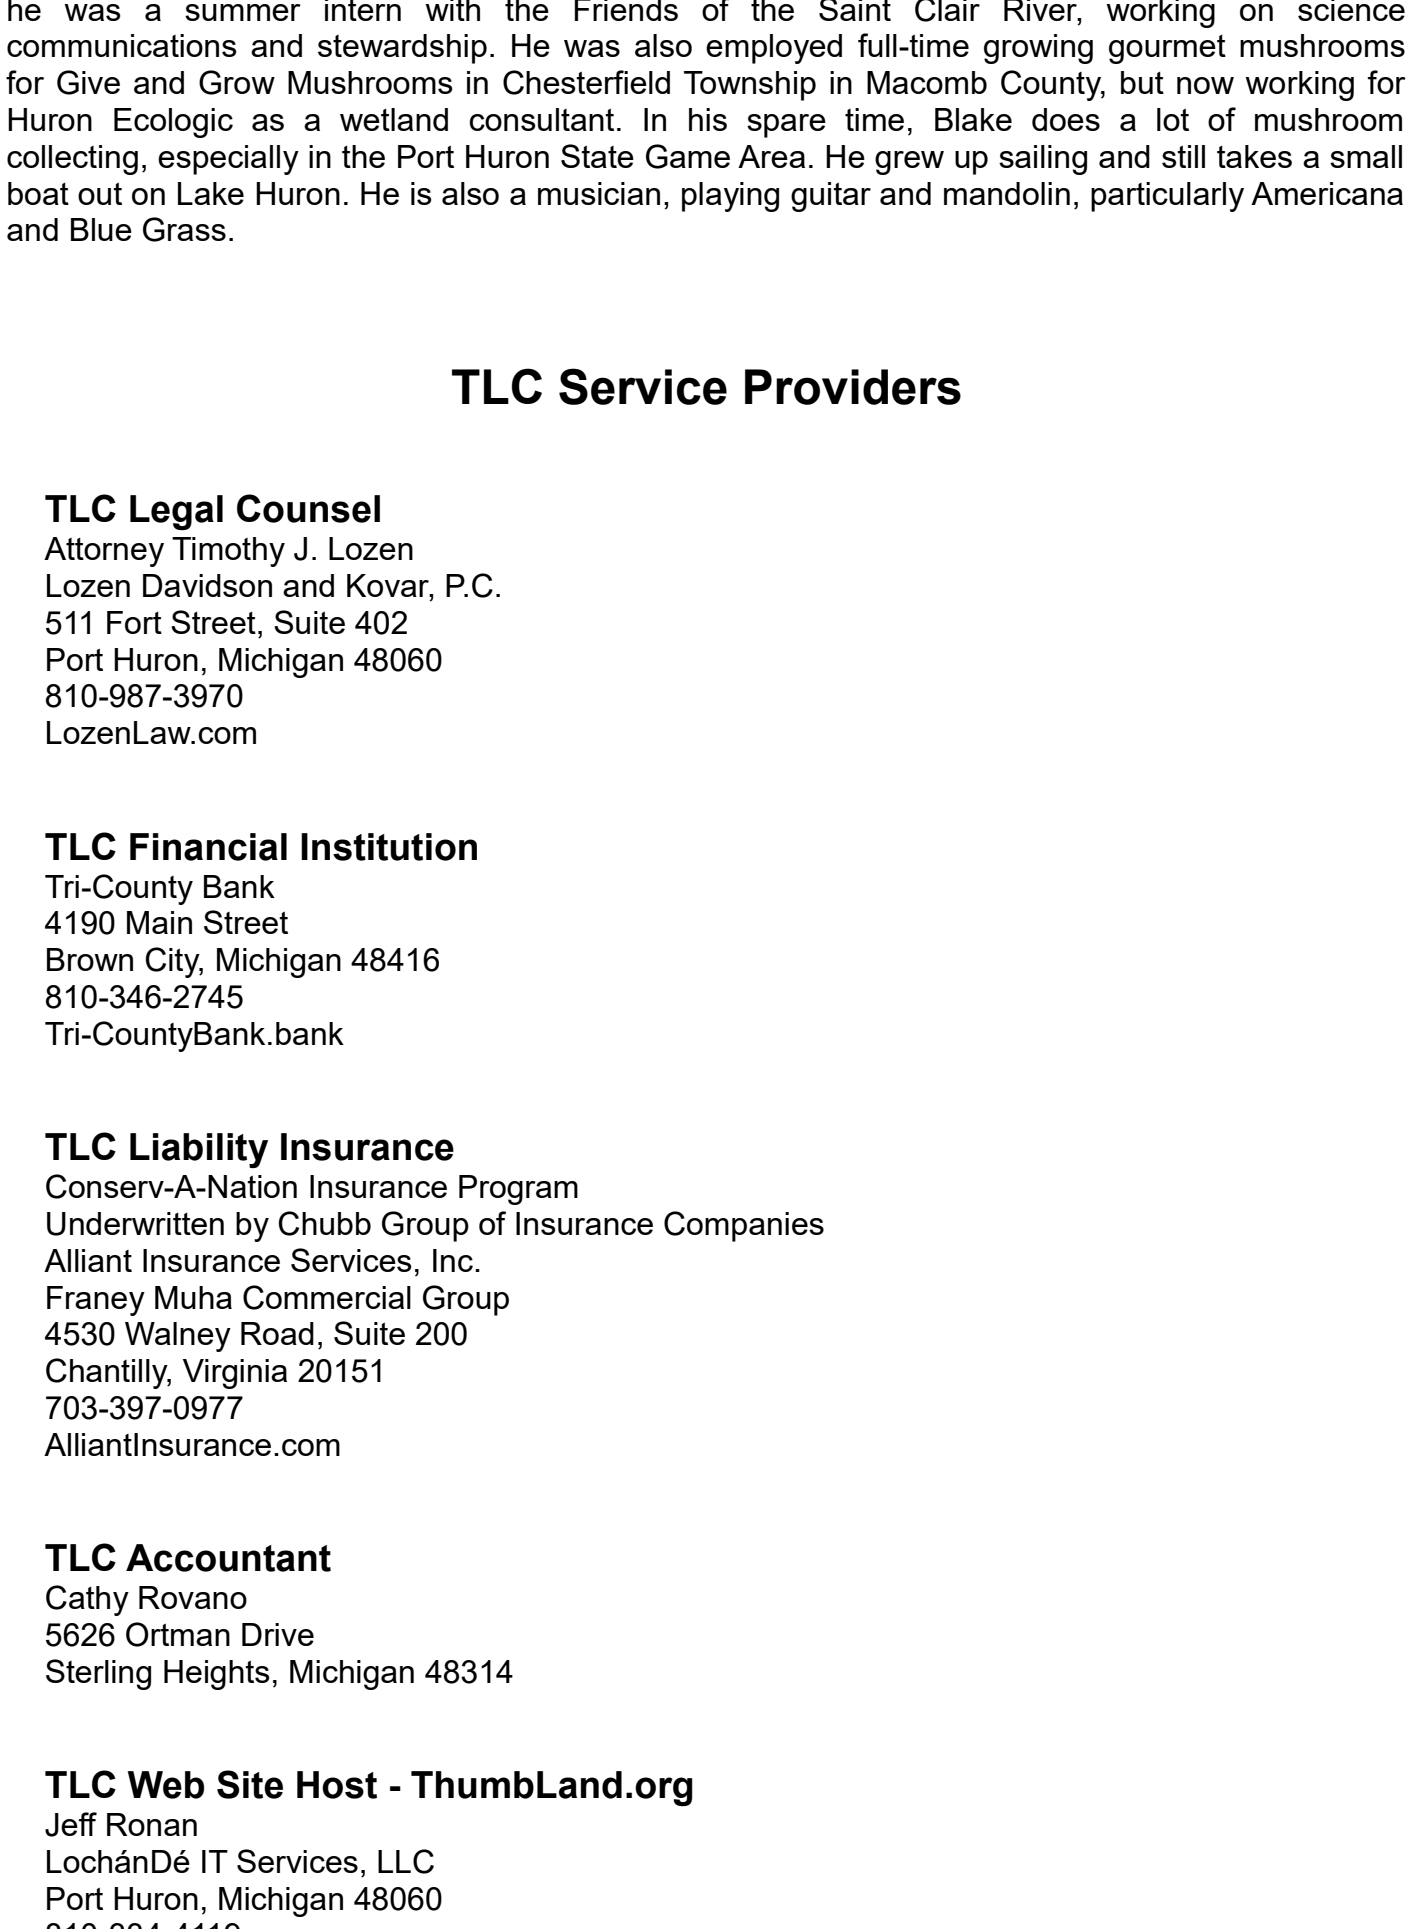 he was a summer intern with the Friends of the Saint Clair River, working on science
communications and stewardship. He was also employed full-time growing gourmet mushrooms
for Give and Grow Mushrooms in Chesterfield Township in Macomb County, but now working for
Huron Ecologic as a wetland consultant. In his spare time, Blake does a lot of mushroom
collecting, especially in the Port Huron State Game Area. He grew up sailing and still takes a small
boat out on Lake Huron. He is also a musician, playing guitar and mandolin, particularly Americana
and Blue Grass.
TLC Service Providers
TLC Legal Counsel
Attorney Timothy J. Lozen
Lozen Davidson and Kovar, P.C.
511 Fort Street, Suite 402
Port Huron, Michigan 48060
810-987-3970
LozenLaw.com
TLC Financial Institution
Tri-County Bank
4190 Main Street
Brown City, Michigan 48416
810-346-2745
Tri-CountyBank.bank
TLC Liability Insurance
Conserv-A-Nation Insurance Program
Underwritten by Chubb Group of Insurance Companies
Alliant Insurance Services, Inc.
Franey Muha Commercial Group
4530 Walney Road, Suite 200
Chantilly, Virginia 20151
703-397-0977
AlliantInsurance.com
TLC Accountant
Cathy Rovano
5626 Ortman Drive
Sterling Heights, Michigan 48314
TLC Web Site Host - ThumbLand.org
Jeff Ronan
LochánDé IT Services, LLC
Port Huron, Michigan 48060